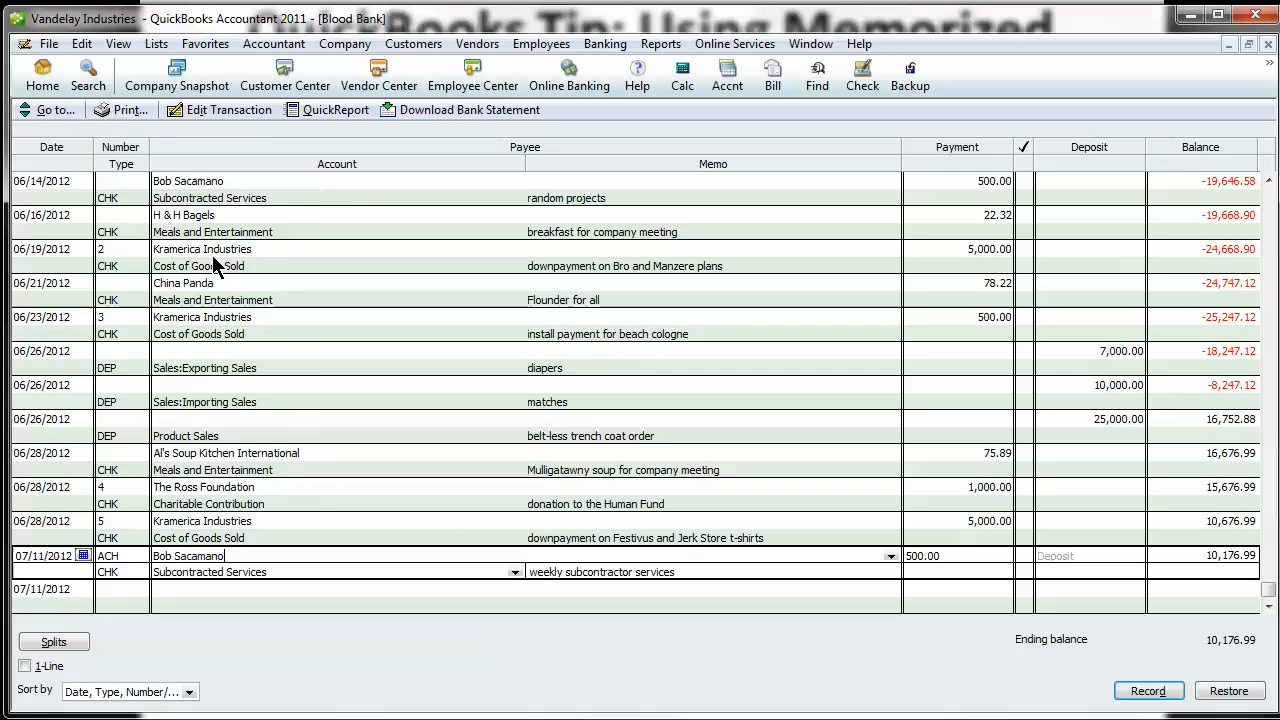 QuickBooks Tip: Using Memorized
Vandelay Industries - QuickBooks Accountant 2011 - [Blood Bank]
File Edit View Lists Favorites Accountant Company Customers Vendors Employees Banking Reports Online Services Window Help
Home Search Company Snapshot Customer Center Vendor Center Employee Center Online Banking Help Calc Accnt Bill Find Check Backup
Go to... Print... Edit Transaction QuickReport Download Bank Statement
Date Number Payee Payment ✓ Deposit Balance
Type Account Memo
06/14/2012 Bob Sacamano 500.00 -19,646.58
CHK Subcontracted Services random projects
06/16/2012 H & H Bagels 22.32 -19,668.90
CHK Meals and Entertainment breakfast for company meeting
06/19/2012 2 Kramerica Industries 5,000.00 -24,668.90
CHK Cost of Goods Sold downpayment on Bro and Manzere plans
06/21/2012 China Panda 78.22 -24,747.12
CHK Meals and Entertainment Flounder for all
06/23/2012 3 Kramerica Industries 500.00 -25,247.12
CHK Cost of Goods Sold install payment for beach cologne
06/26/2012 7,000.00 -18,247.12
DEP Sales:Exporting Sales diapers
06/26/2012 10,000.00 -8,247.12
DEP Sales:Importing Sales matches
06/26/2012 25,000.00 16,752.88
DEP Product Sales belt-less trench coat order
06/28/2012 Al's Soup Kitchen International 75.89 16,676.99
CHK Meals and Entertainment Mulligatawny soup for company meeting
06/28/2012 4 The Ross Foundation 1,000.00 15,676.99
CHK Charitable Contribution donation to the Human Fund
06/28/2012 5 Kramerica Industries 5,000.00 10,676.99
CHK Cost of Goods Sold downpayment on Festivus and Jerk Store t-shirts
07/11/2012 ACH Bob Sacamano 500.00 Deposit 10,176.99
CHK Subcontracted Services weekly subcontractor services
07/11/2012
Splits Ending balance 10,176.99
1-Line
Sort by Date, Type, Number/... Record Restore